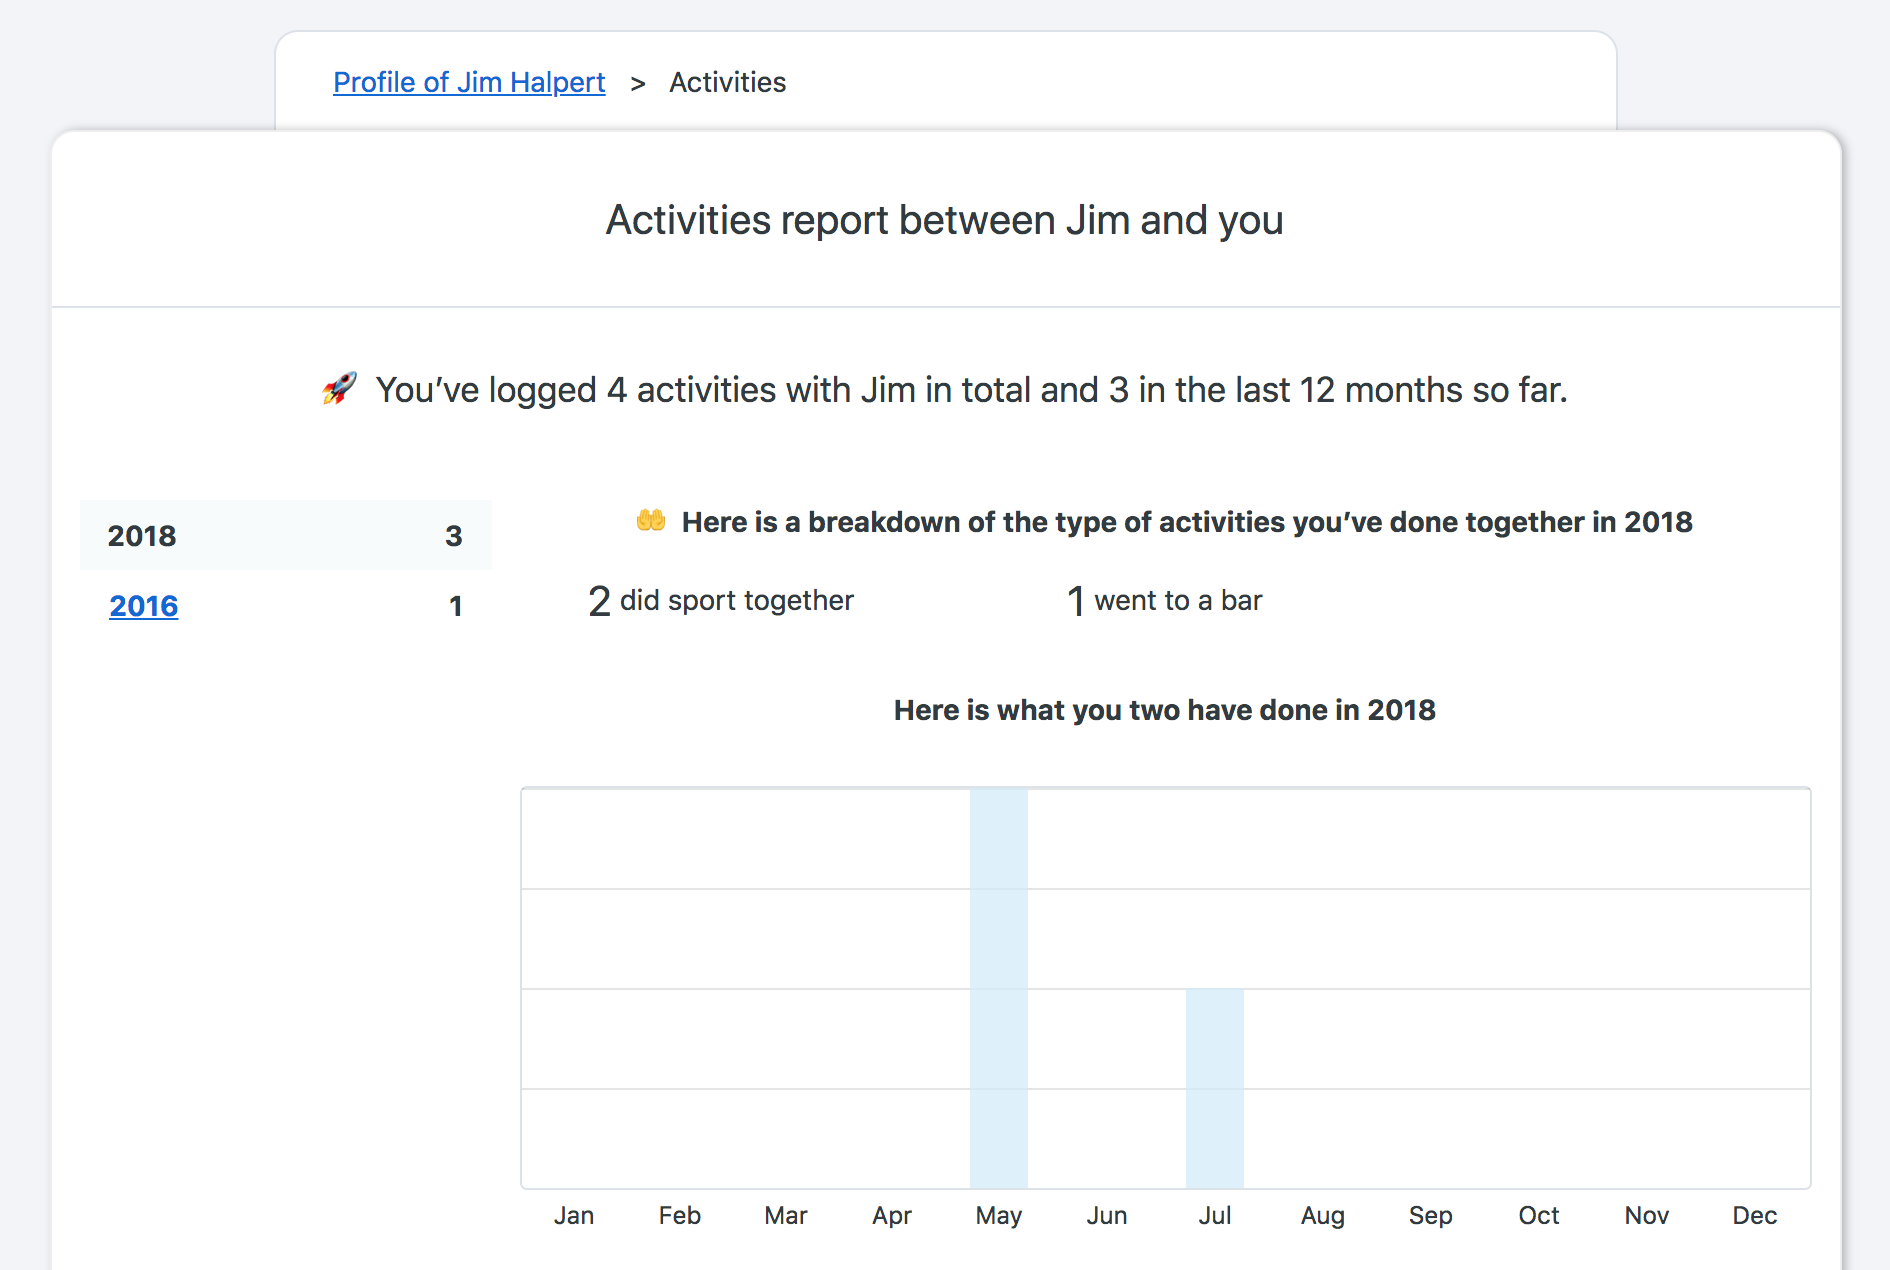 Profile of Jim Halpert > Activities
Activities report between Jim and you
🚀 You’ve logged 4 activities with Jim in total and 3 in the last 12 months so far.
2018 3
2016 1
🤲 Here is a breakdown of the type of activities you’ve done together in 2018
2 did sport together 1 went to a bar
Here is what you two have done in 2018
Jan Feb Mar Apr May Jun Jul Aug Sep Oct Nov Dec